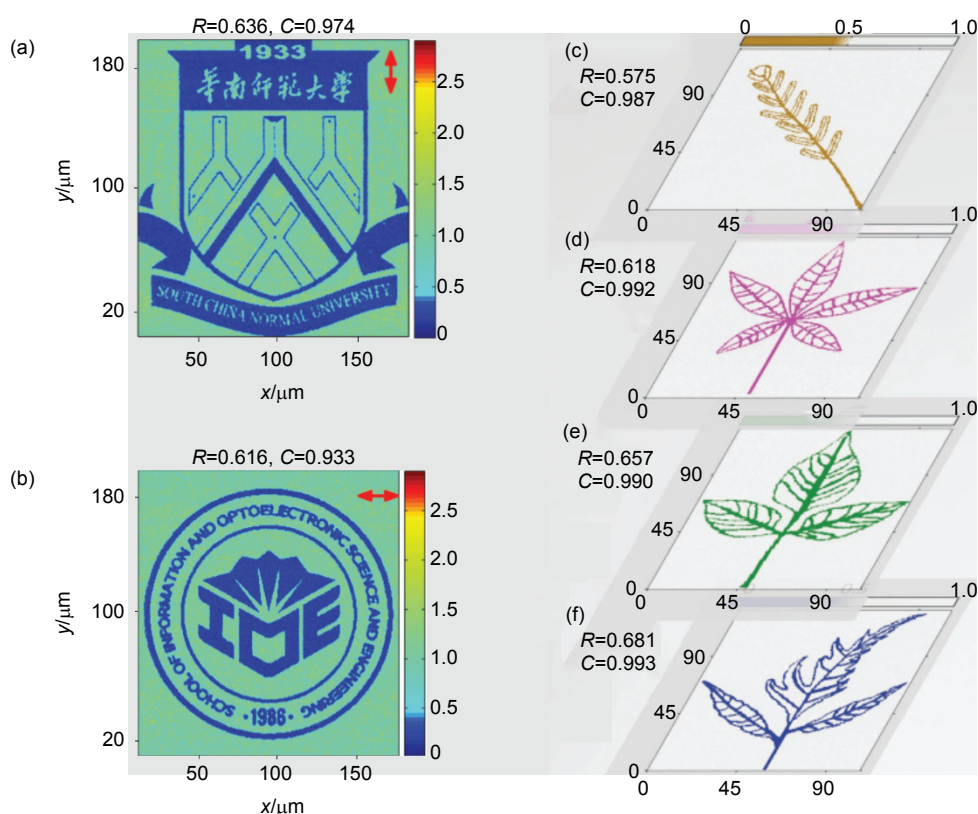 (a)
R=0.636, C=0.974
1933
华南师范大学
SOUTH CHINA NORMAL UNIVERSITY
180
100
20
y/μm
50
100
150
x/μm
2.5
2.0
1.5
1.0
0.5
0
(b)
R=0.616, C=0.933
SCHOOL OF INFORMATION AND OPTOELECTRONIC SCIENCE AND ENGINEERING
IOE
·1986·
180
100
20
y/μm
50
100
150
x/μm
2.5
2.0
1.5
1.0
0.5
0
(c)
R=0.575
C=0.987
0
0.5
1.0
90
45
0
45
90
(d)
R=0.618
C=0.992
1.0
90
45
0
0
45
90
(e)
R=0.657
C=0.990
1.0
90
45
0
0
45
90
(f)
R=0.681
C=0.993
1.0
90
45
0
0
45
90